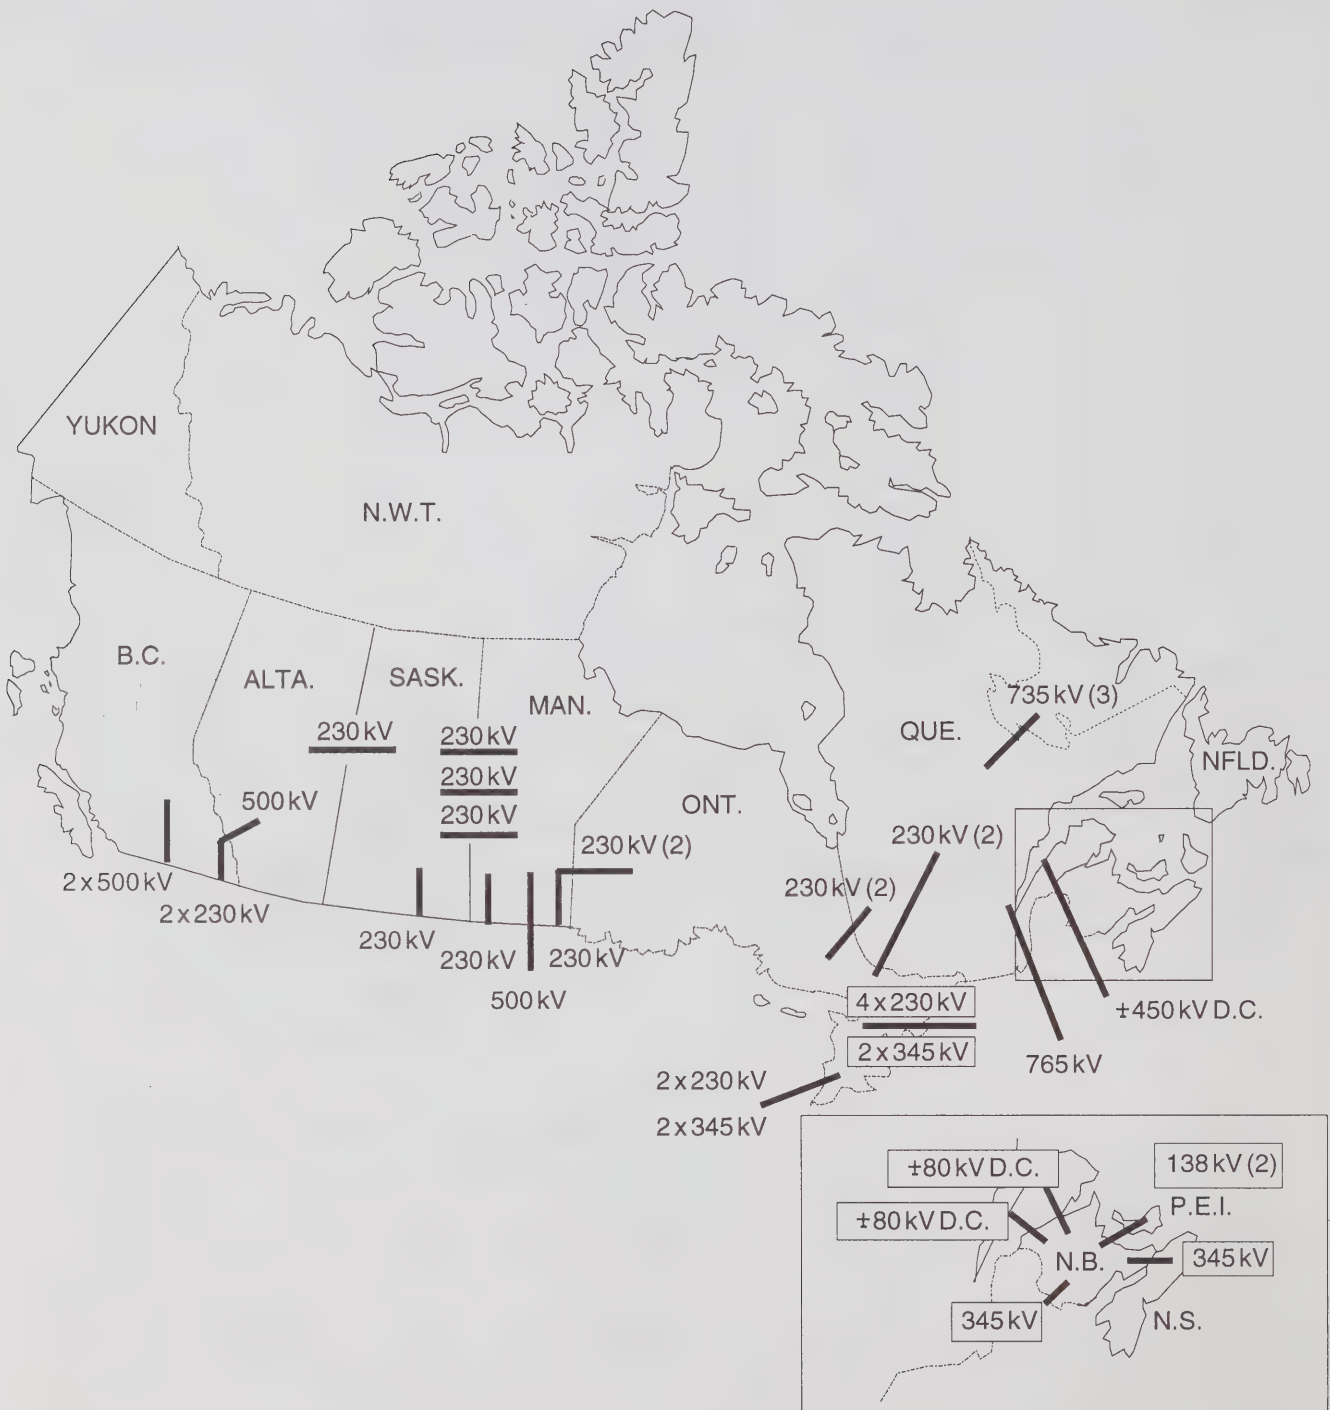 YUKON
N.W.T.
B.C.
ALTA.
SASK.
MAN.
ONT.
QUE.
NFLD.
735 kV (3)
230 kV
230 kV
230 kV
230 kV
500 kV
2 x 500 kV
2 x 230 kV
230 kV
230 kV
500 kV
230 kV
230 kV (2)
230 kV (2)
230 kV (2)
4 x 230 kV
2 x 345 kV
2 x 230 kV
2 x 345 kV
±450 kV D.C.
765 kV
±80 kV D.C.
±80 kV D.C.
138 kV (2)
P.E.I.
N.B.
345 kV
345 kV
N.S.